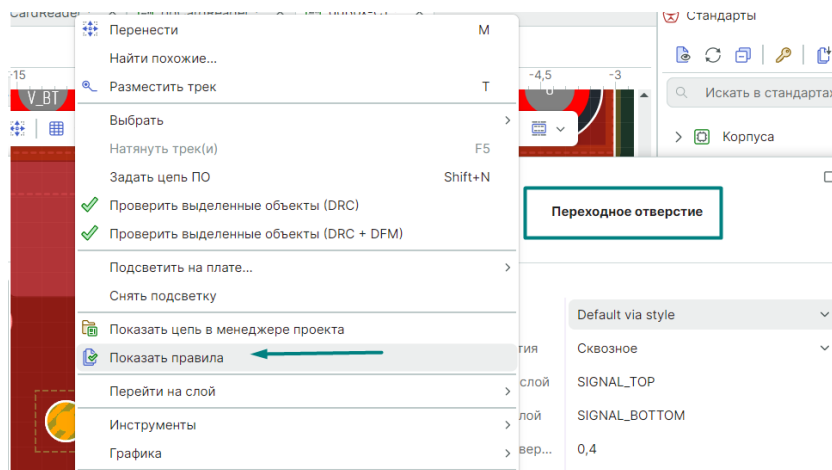 Стандарты
Перенести M
Найти похожие...
-15
-4,5
-3
Разместить трек T
V_BT
Искать в стандартах
Выбрать
Натянуть трек(и) F5
Корпуса
Задать цепь ПО Shift+N
Проверить выделенные объекты (DRC)
Переходное отверстие
Проверить выделенные объекты (DRC + DFM)
Подсветить на плате...
Снять подсветку
Default via style
Показать цепь в менеджере проекта
тия Сквозное
Показать правила
слой SIGNAL_TOP
Перейти на слой
лой SIGNAL_BOTTOM
Инструменты
вер... 0,4
Графика